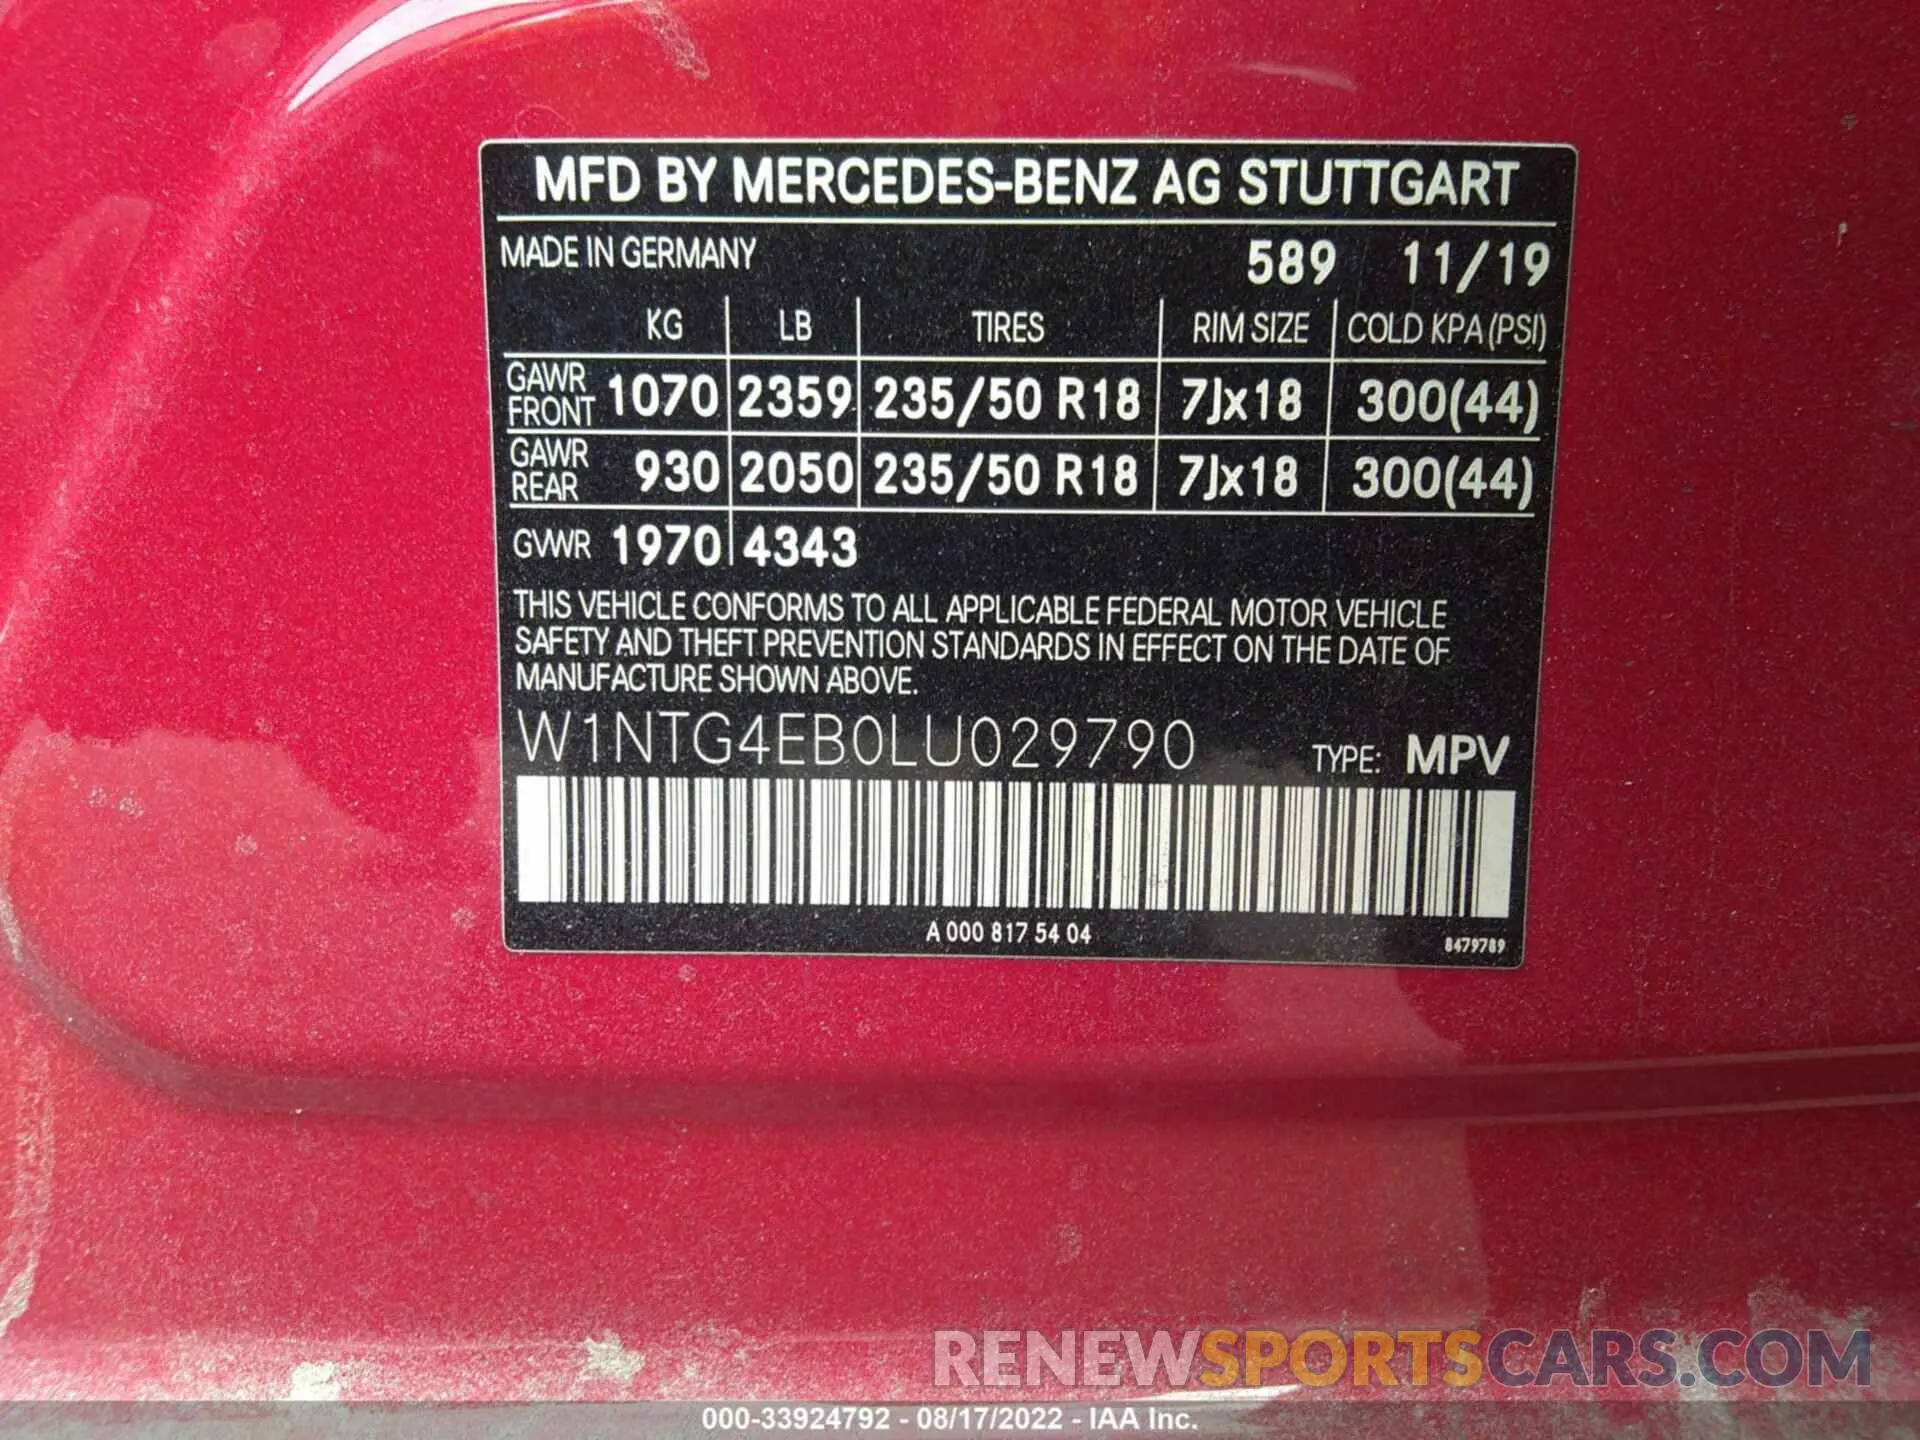 MFD BY MERCEDES-BENZ AG STUTTGART
MADE IN GERMANY 589 11/19
KG LB TIRES RIM SIZE COLD KPA (PSI)
GAWR FRONT 1070 2359 235/50 R18 7Jx18 300(44)
GAWR REAR 930 2050 235/50 R18 7Jx18 300(44)
GVWR 1970 4343
THIS VEHICLE CONFORMS TO ALL APPLICABLE FEDERAL MOTOR VEHICLE
SAFETY AND THEFT PREVENTION STANDARDS IN EFFECT ON THE DATE OF
MANUFACTURE SHOWN ABOVE.
W1NTG4EB0LU029790 TYPE: MPV
A 000 817 54 04 8479789
RENEWSPORTSCARS.COM
000-33924792 - 08/17/2022 - IAA Inc.